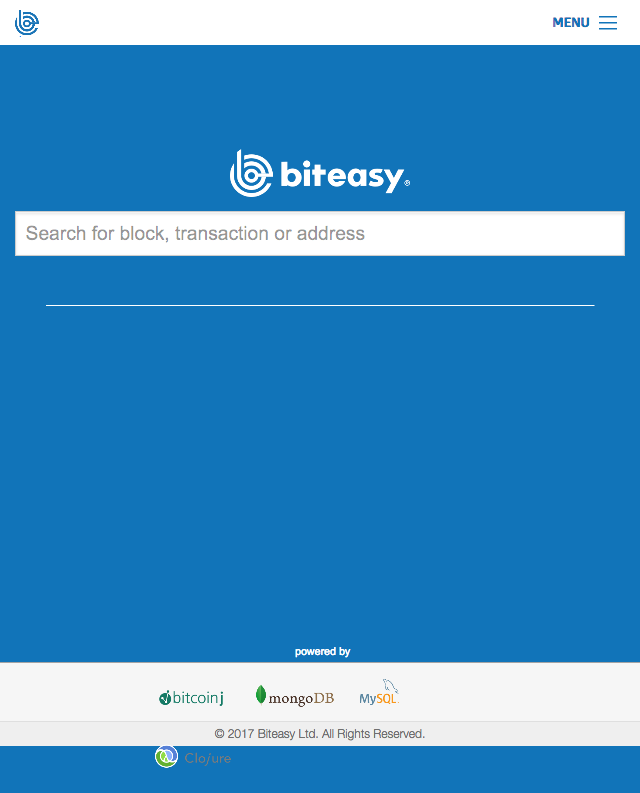 MENU
biteasy®
Search for block, transaction or address
powered by
bitcoinj mongoDB MySQL
© 2017 Biteasy Ltd. All Rights Reserved.
Clojure